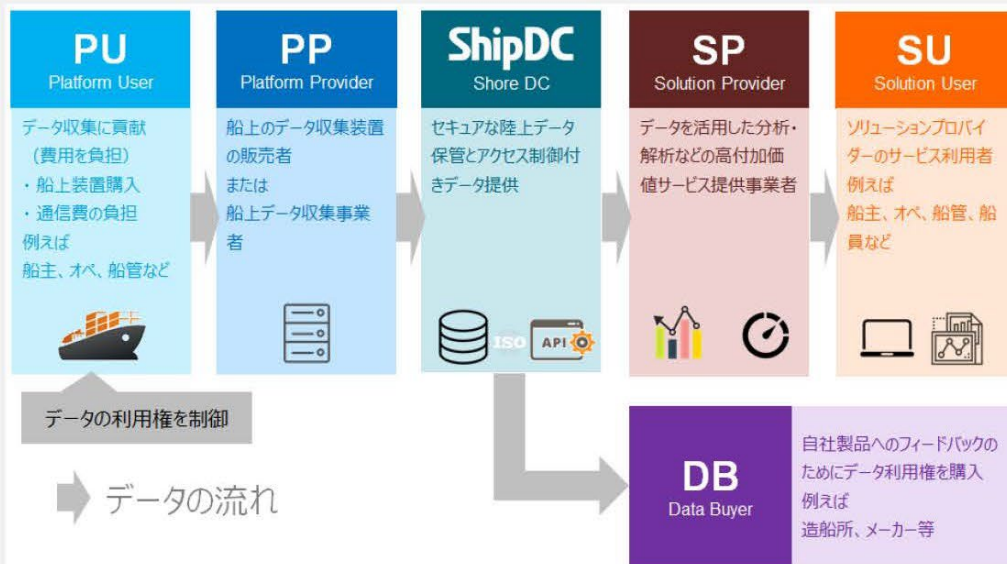 PU
Platform User
データ収集に貢献
（費用を負担）
・船上装置購入
・通信費の負担
例えば
船主、オペ、船管など
PP
Platform Provider
船上のデータ収集装置
の販売者
または
船上データ収集事業
者
ShipDC
Shore DC
セキュアな陸上データ
保管とアクセス制御付
きデータ提供
ISO
API
SP
Solution Provider
データを活用した分析・
解析などの高付加価
値サービス提供事業者
SU
Solution User
ソリューションプロバイ
ダーのサービス利用者
例えば
船主、オペ、船管、船
員など
データの利用権を制御
データの流れ
DB
Data Buyer
自社製品へのフィードバックの
ためにデータ利用権を購入
例えば
造船所、メーカー等